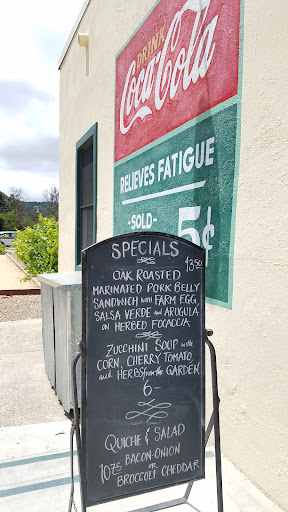 DRINK
Coca-Cola
RELIEVES FATIGUE
~SOLD~
5¢
SPECIALS
OAK ROASTED 13.50
MARINATED PORK BELLY
SANDWICH WITH FARM EGG,
SALSA VERDE AND ARUGULA
ON HERBED FOCACCIA
ZUCCHINI SOUP with
CORN, CHERRY TOMATO,
and HERBS from the GARDEN
6-
QUICHE & SALAD
BACON-ONION
10.75 OR
BROCCOLI CHEDDAR